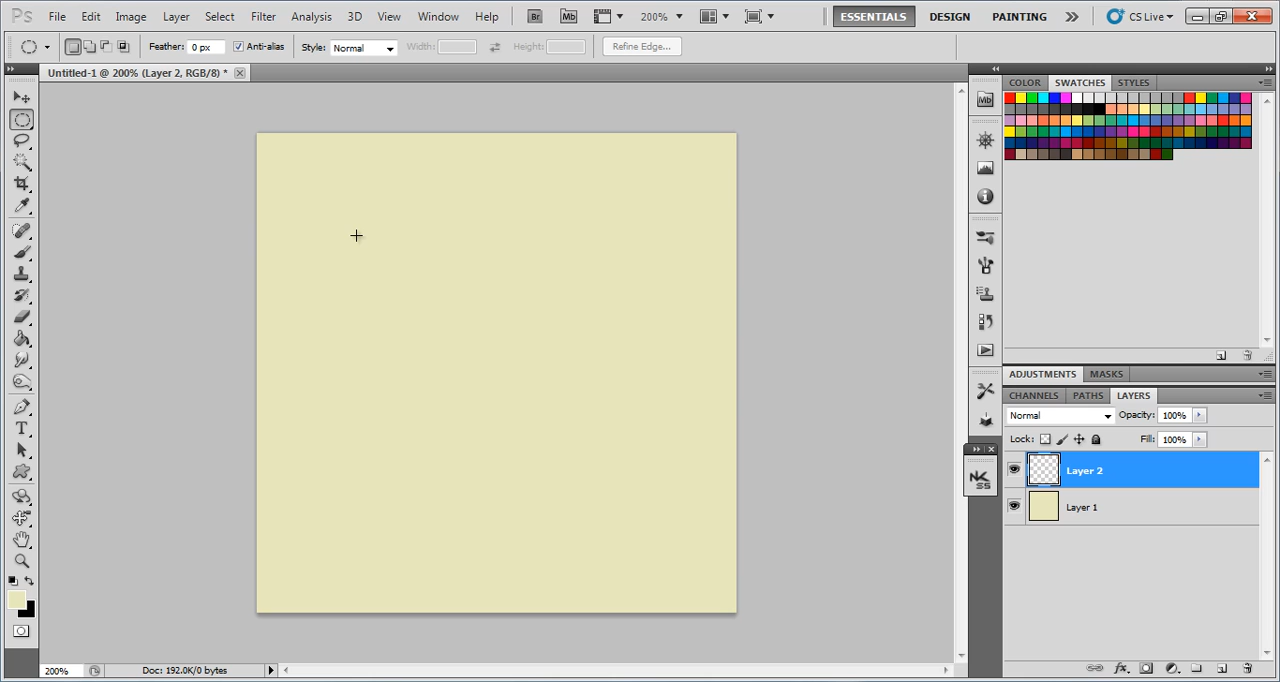 Ps File Edit Image Layer Select Filter Analysis 3D View Window Help Br Mb 200% ESSENTIALS DESIGN PAINTING CS Live
Feather: 0 px Anti-alias Style: Normal Width: Height: Refine Edge...
Untitled-1 @ 200% (Layer 2, RGB/8) *
COLOR SWATCHES STYLES
Mb
ADJUSTMENTS MASKS
CHANNELS PATHS LAYERS
Normal Opacity: 100%
Lock: Fill: 100%
Layer 2
NK
SS
Layer 1
200% Doc: 192.0K/0 bytes